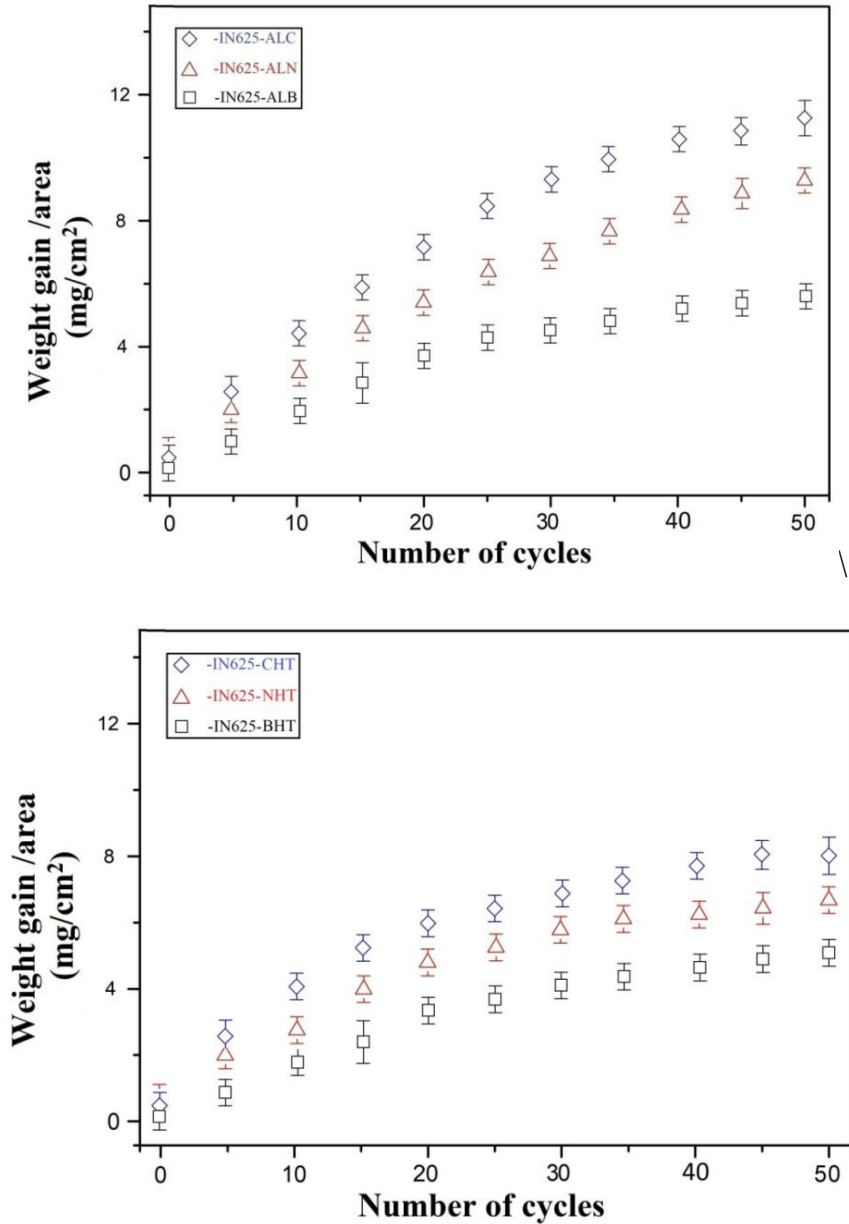 -IN625-ALC
-IN625-ALN
-IN625-ALB
12
8
4
0
Weight gain /area
(mg/cm²)
0 10 20 30 40 50
Number of cycles
\
-IN625-CHT
-IN625-NHT
-IN625-BHT
12
8
4
0
Weight gain /area
(mg/cm²)
0 10 20 30 40 50
Number of cycles